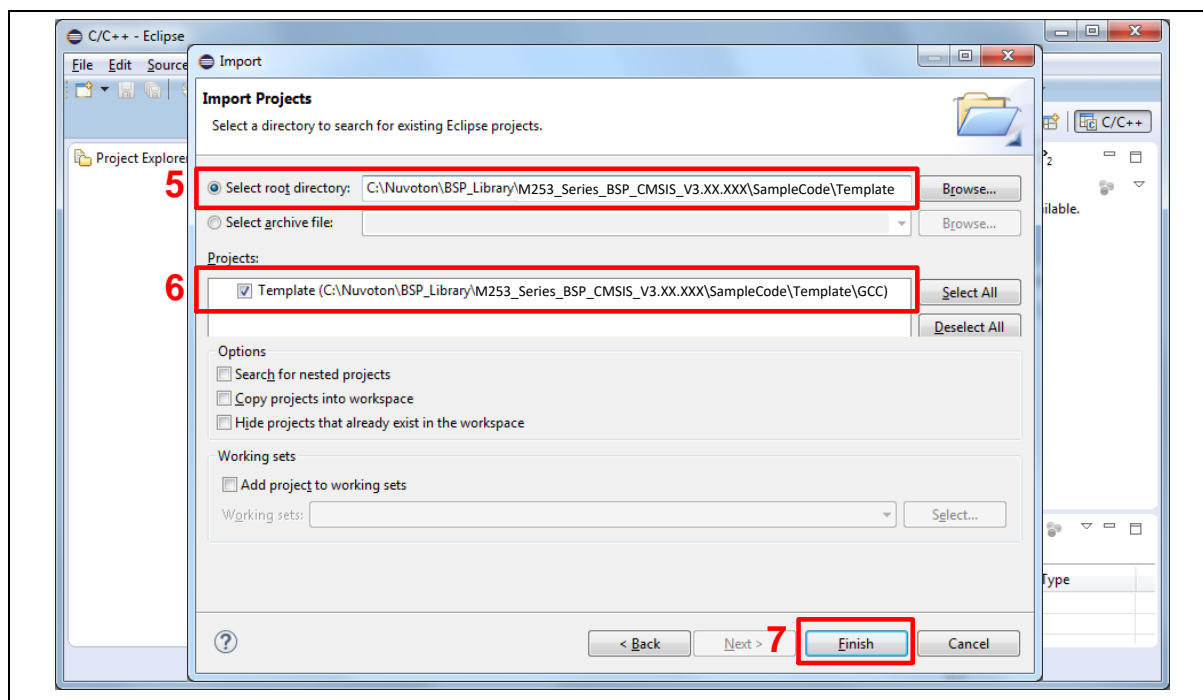 C/C++ - Eclipse
File Edit Source
Import
Import Projects
Select a directory to search for existing Eclipse projects.
C/C++
Project Explore
2
5
Select root directory: C:\Nuvoton\BSP_Library\M253_Series_BSP_CMSIS_V3.XX.XXX\SampleCode\Template Browse...
ilable.
Select archive file: Browse...
Projects:
6
Template (C:\Nuvoton\BSP_Library\M253_Series_BSP_CMSIS_V3.XX.XXX\SampleCode\Template\GCC) Select All
Deselect All
Options
Search for nested projects
Copy projects into workspace
Hide projects that already exist in the workspace
Working sets
Add project to working sets
Working sets: Select...
Type
< Back Next > 7 Finish Cancel